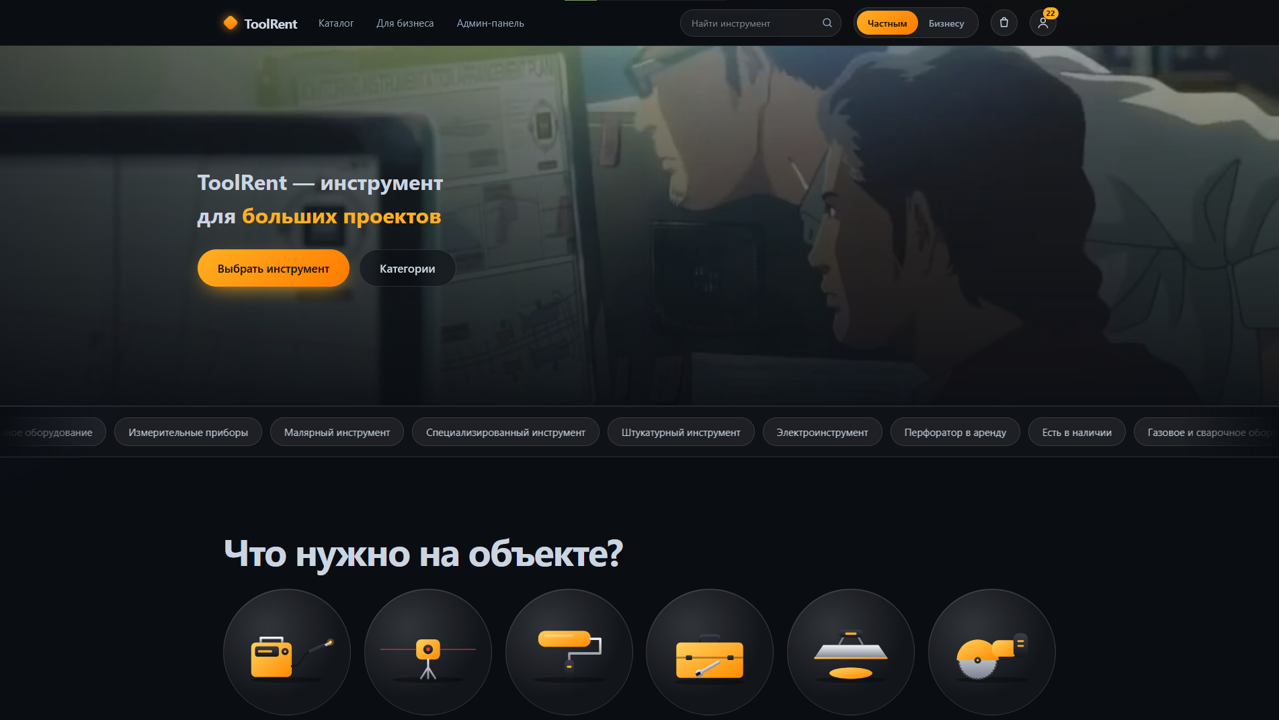 ToolRent
Каталог
Для бизнеса
Админ-панель
Найти инструмент
Частным
Бизнесу
22
ToolRent — инструмент
для больших проектов
Выбрать инструмент
Категории
оборудование
Измерительные приборы
Малярный инструмент
Специализированный инструмент
Штукатурный инструмент
Электроинструмент
Перфоратор в аренду
Есть в наличии
Газовое и сварочное
Что нужно на объекте?